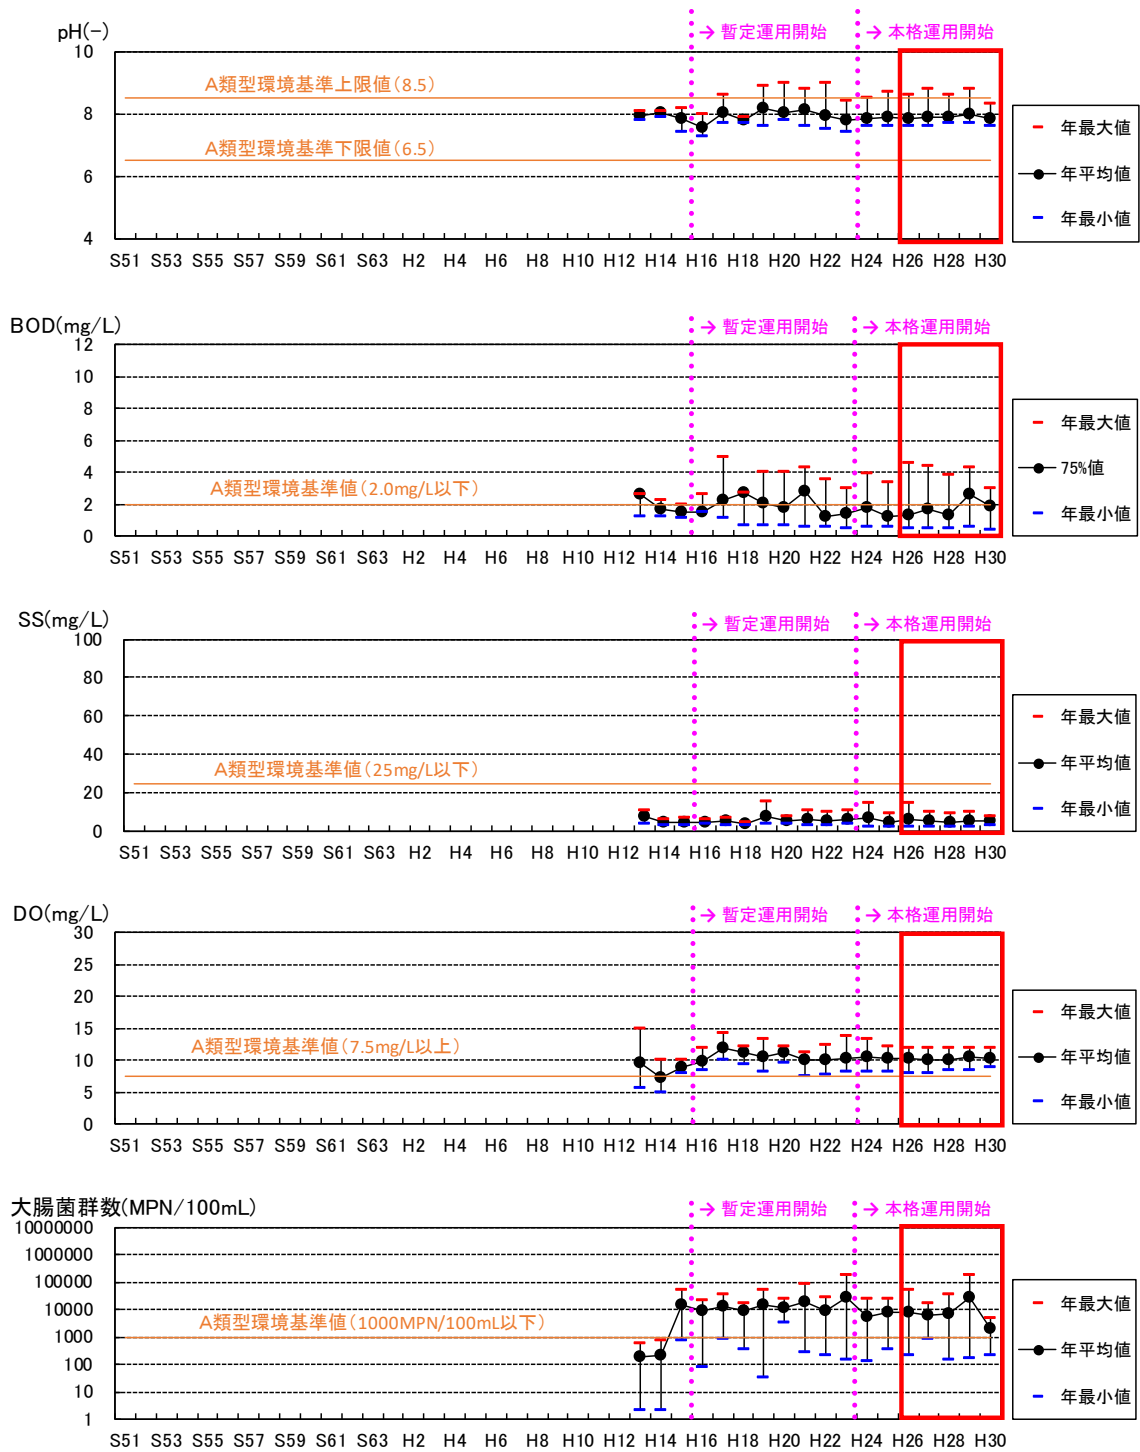 pH(-)
→ 暫定運用開始
→ 本格運用開始
10
8
6
4
A類型環境基準上限値(8.5)
A類型環境基準下限値(6.5)
S51 S53 S55 S57 S59 S61 S63 H2 H4 H6 H8 H10 H12 H14 H16 H18 H20 H22 H24 H26 H28 H30
年最大値
年平均値
年最小値
BOD(mg/L)
→ 暫定運用開始
→ 本格運用開始
12
10
8
6
4
2
0
A類型環境基準値(2.0mg/L以下)
S51 S53 S55 S57 S59 S61 S63 H2 H4 H6 H8 H10 H12 H14 H16 H18 H20 H22 H24 H26 H28 H30
年最大値
75%値
年最小値
SS(mg/L)
→ 暫定運用開始
→ 本格運用開始
100
80
60
40
20
0
A類型環境基準値(25mg/L以下)
S51 S53 S55 S57 S59 S61 S63 H2 H4 H6 H8 H10 H12 H14 H16 H18 H20 H22 H24 H26 H28 H30
年最大値
年平均値
年最小値
DO(mg/L)
→ 暫定運用開始
→ 本格運用開始
30
25
20
15
10
5
0
A類型環境基準値(7.5mg/L以上)
S51 S53 S55 S57 S59 S61 S63 H2 H4 H6 H8 H10 H12 H14 H16 H18 H20 H22 H24 H26 H28 H30
年最大値
年平均値
年最小値
大腸菌群数(MPN/100mL)
→ 暫定運用開始
→ 本格運用開始
10000000
1000000
100000
10000
1000
100
10
1
A類型環境基準値(1000MPN/100mL以下)
S51 S53 S55 S57 S59 S61 S63 H2 H4 H6 H8 H10 H12 H14 H16 H18 H20 H22 H24 H26 H28 H30
年最大値
年平均値
年最小値